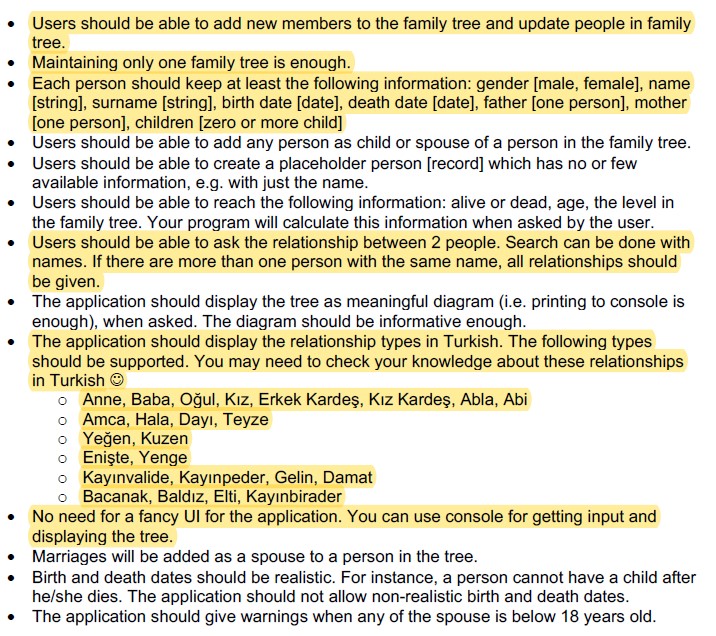 • Users should be able to add new members to the family tree and update people in family
tree.
• Maintaining only one family tree is enough.
• Each person should keep at least the following information: gender [male, female], name
[string], surname [string], birth date [date], death date [date], father [one person], mother
[one person], children [zero or more child]
• Users should be able to add any person as child or spouse of a person in the family tree.
• Users should be able to create a placeholder person [record] which has no or few
available information, e.g. with just the name.
• Users should be able to reach the following information: alive or dead, age, the level in
the family tree. Your program will calculate this information when asked by the user.
• Users should be able to ask the relationship between 2 people. Search can be done with
names. If there are more than one person with the same name, all relationships should
be given.
• The application should display the tree as meaningful diagram (i.e. printing to console is
enough), when asked. The diagram should be informative enough.
• The application should display the relationship types in Turkish. The following types
should be supported. You may need to check your knowledge about these relationships
in Turkish ☺
o Anne, Baba, Oğul, Kız, Erkek Kardeş, Kız Kardeş, Abla, Abi
o Amca, Hala, Dayı, Teyze
o Yeğen, Kuzen
o Enişte, Yenge
o Kayınvalide, Kayınpeder, Gelin, Damat
o Bacanak, Baldız, Elti, Kayınbirader
• No need for a fancy UI for the application. You can use console for getting input and
displaying the tree.
• Marriages will be added as a spouse to a person in the tree.
• Birth and death dates should be realistic. For instance, a person cannot have a child after
he/she dies. The application should not allow non-realistic birth and death dates.
• The application should give warnings when any of the spouse is below 18 years old.